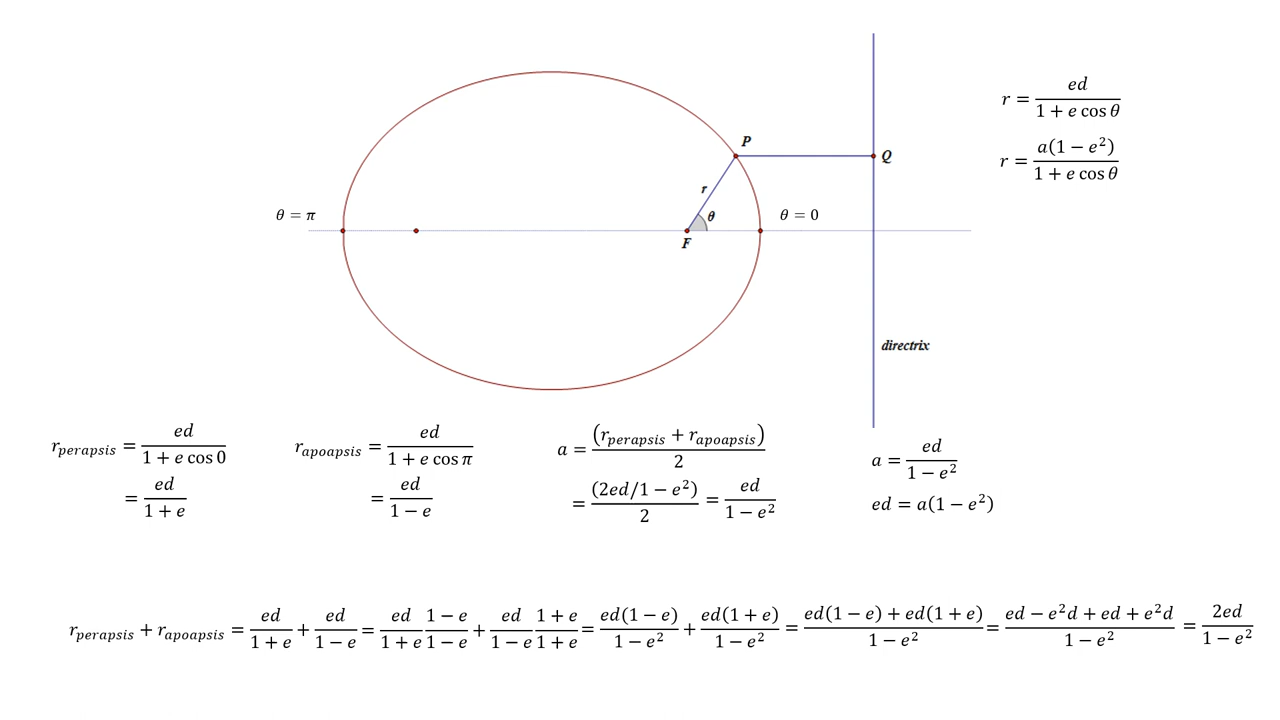 P
Q
r
θ
F
θ = π
θ = 0
directrix
r = ed / (1 + e cos θ)
r = a(1 − e²) / (1 + e cos θ)
r_perapsis = ed / (1 + e cos 0)
= ed / (1 + e)
r_apoapsis = ed / (1 + e cos π)
= ed / (1 − e)
a = (r_perapsis + r_apoapsis) / 2
= (2ed/1 − e²) / 2 = ed / (1 − e²)
a = ed / (1 − e²)
ed = a(1 − e²)
r_perapsis + r_apoapsis = ed / (1 + e) + ed / (1 − e) = ed / (1 + e) (1 − e) / (1 − e) + ed / (1 − e) (1 + e) / (1 + e) = ed(1 − e) / (1 − e²) + ed(1 + e) / (1 − e²) = (ed(1 − e) + ed(1 + e)) / (1 − e²) = (ed − e²d + ed + e²d) / (1 − e²) = 2ed / (1 − e²)